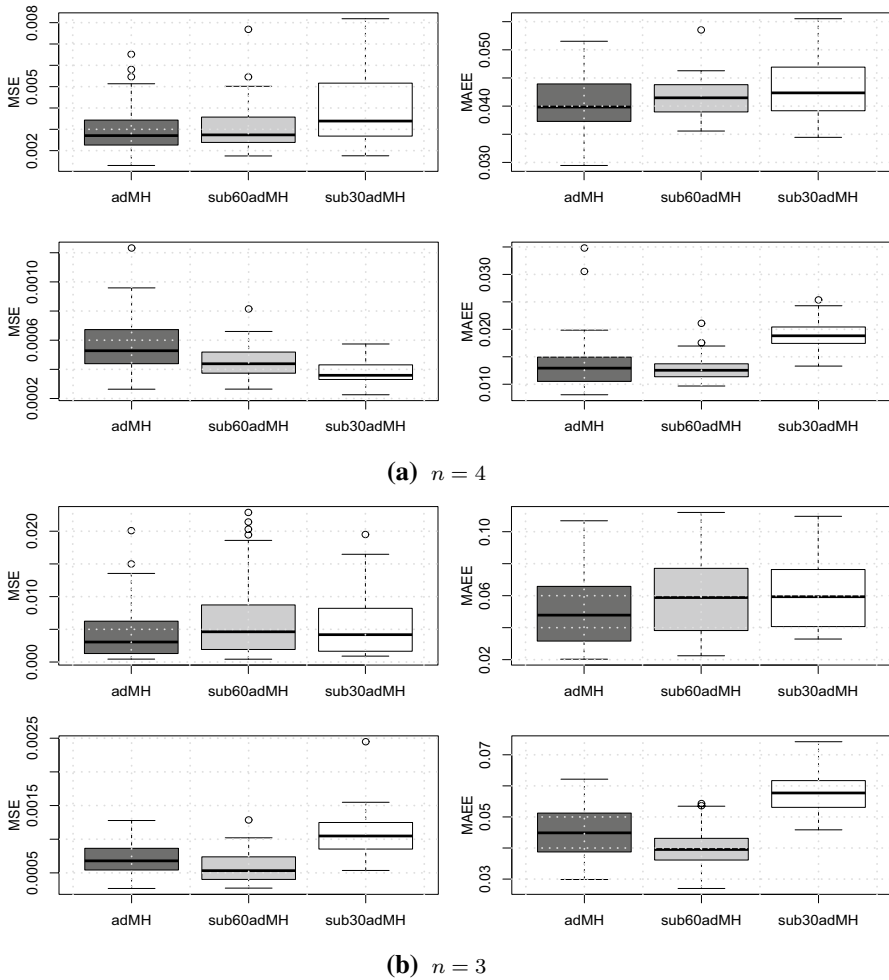 MSE
0.002 0.005 0.008
adMH sub60adMH sub30adMH
MAEE
0.030 0.040 0.050
adMH sub60adMH sub30adMH
MSE
0.0002 0.0006 0.0010
adMH sub60adMH sub30adMH
MAEE
0.010 0.020 0.030
adMH sub60adMH sub30adMH
(a) n = 4
MSE
0.000 0.010 0.020
adMH sub60adMH sub30adMH
MAEE
0.02 0.06 0.10
adMH sub60adMH sub30adMH
MSE
0.0005 0.0015 0.0025
adMH sub60adMH sub30adMH
MAEE
0.03 0.05 0.07
adMH sub60adMH sub30adMH
(b) n = 3